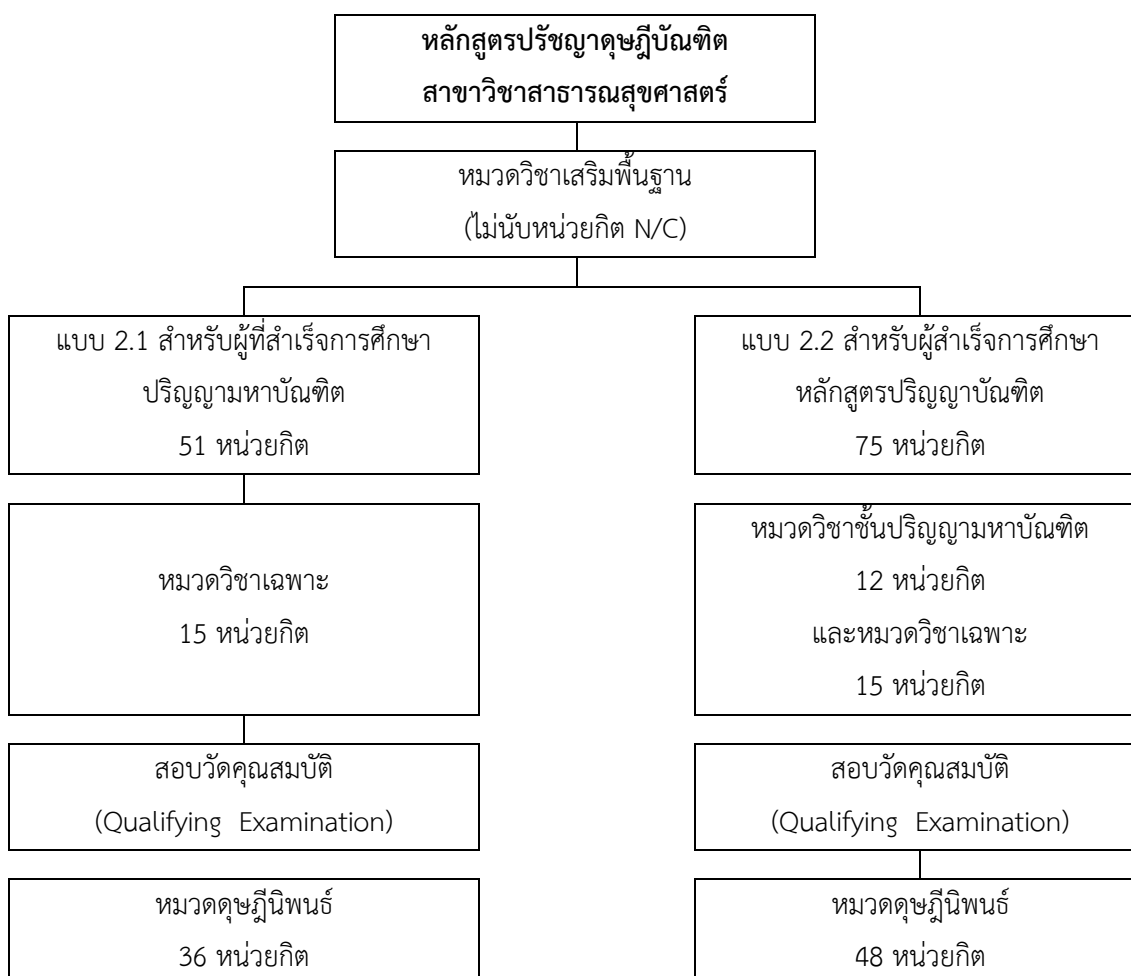 หลักสูตรปรัชญาดุษฎีบัณฑิต
สาขาวิชาสาธารณสุขศาสตร์
หมวดวิชาเสริมพื้นฐาน
(ไม่นับหน่วยกิต N/C)
แบบ 2.1 สำหรับผู้ที่สำเร็จการศึกษา
ปริญญามหาบัณฑิต
51 หน่วยกิต
แบบ 2.2 สำหรับผู้สำเร็จการศึกษา
หลักสูตรปริญญาบัณฑิต
75 หน่วยกิต
หมวดวิชาเฉพาะ
15 หน่วยกิต
หมวดวิชาชั้นปริญญามหาบัณฑิต
12 หน่วยกิต
และหมวดวิชาเฉพาะ
15 หน่วยกิต
สอบวัดคุณสมบัติ
(Qualifying Examination)
สอบวัดคุณสมบัติ
(Qualifying Examination)
หมวดดุษฎีนิพนธ์
36 หน่วยกิต
หมวดดุษฎีนิพนธ์
48 หน่วยกิต